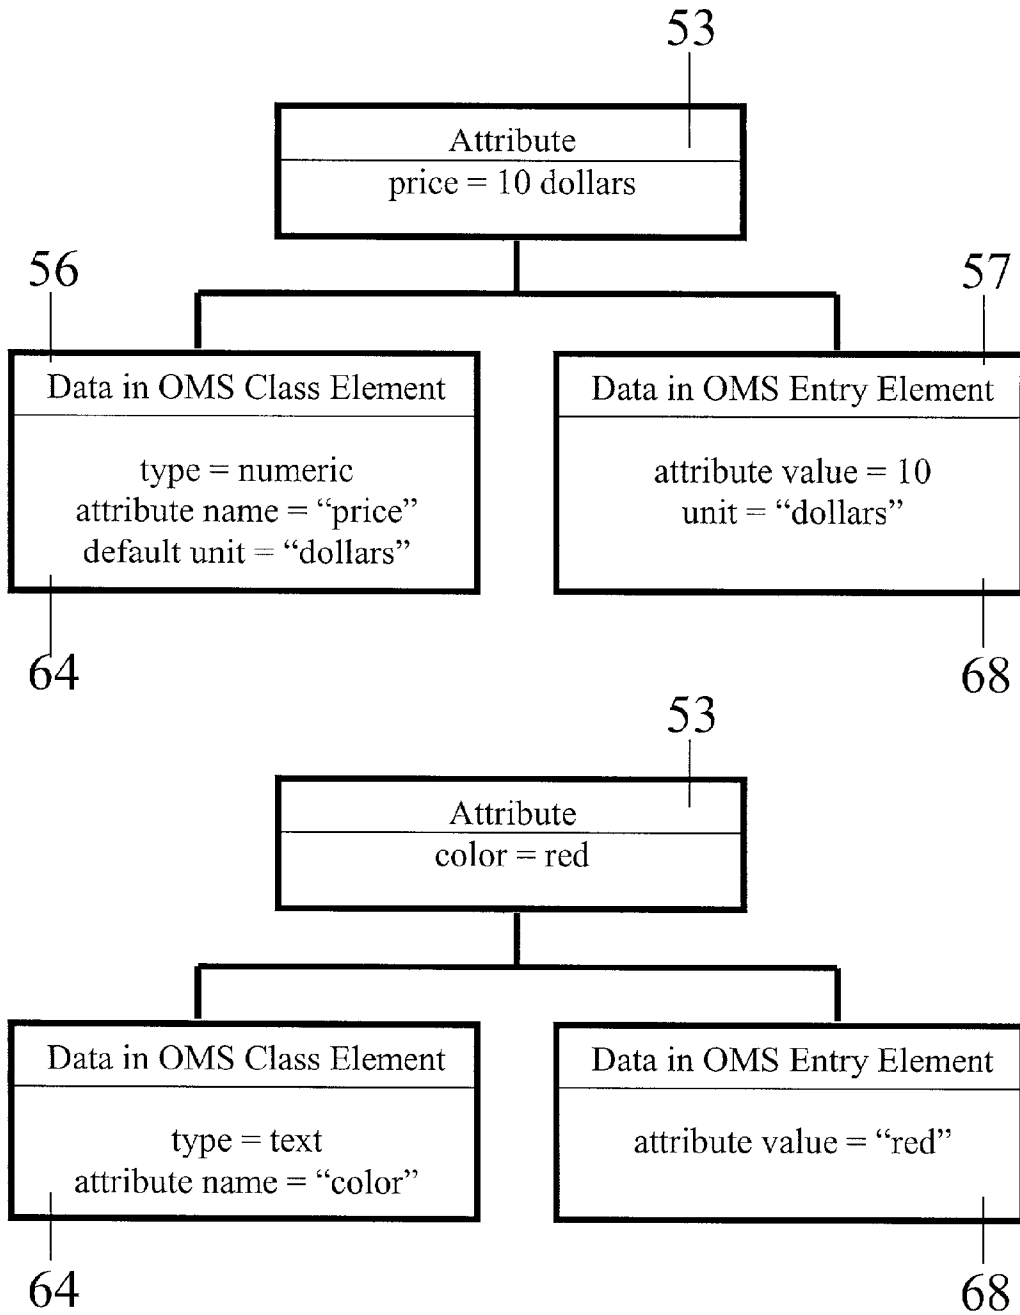 53
Attribute
price = 10 dollars
56
57
Data in OMS Class Element
type = numeric
attribute name = “price”
default unit = “dollars”
Data in OMS Entry Element
attribute value = 10
unit = “dollars”
64
68
53
Attribute
color = red
Data in OMS Class Element
type = text
attribute name = “color”
Data in OMS Entry Element
attribute value = “red”
64
68